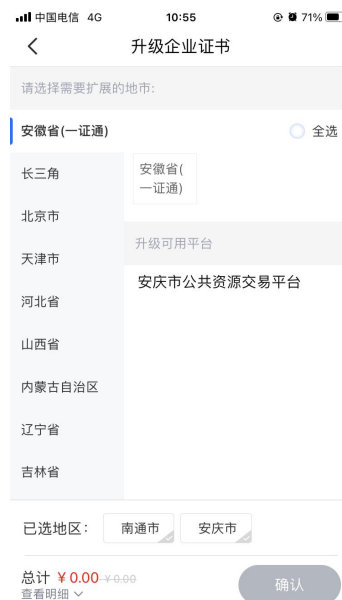 中国电信 4G 10:55 71%
升级企业证书
请选择需要扩展的地市:
安徽省(一证通) 全选
长三角
北京市
天津市
河北省
山西省
内蒙古自治区
辽宁省
吉林省
安徽省(
一证通)
升级可用平台
安庆市公共资源交易平台
已选地区: 南通市 安庆市
总计 ¥0.00 ¥0.00
查看明细
确认